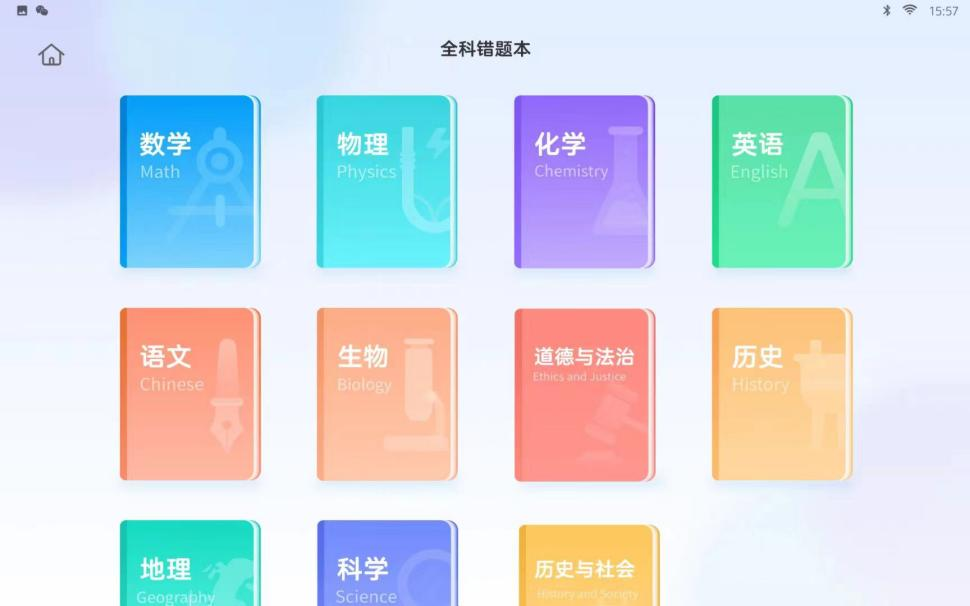 15:57
全科错题本
数学
Math
物理
Physics
化学
Chemistry
英语
English
语文
Chinese
生物
Biology
道德与法治
Ethics and Justice
历史
History
地理
Geography
科学
Science
历史与社会
History and Society